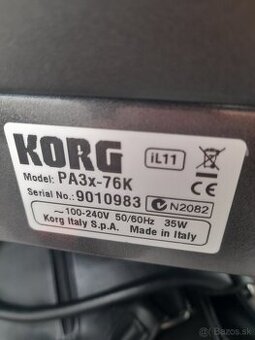 KORG
iL11
Model: PA3x-76K
Serial No.: 9010983
N2082
~ 100-240V 50/60Hz 35W
Korg Italy S.p.A. Made in Italy
bazos.sk